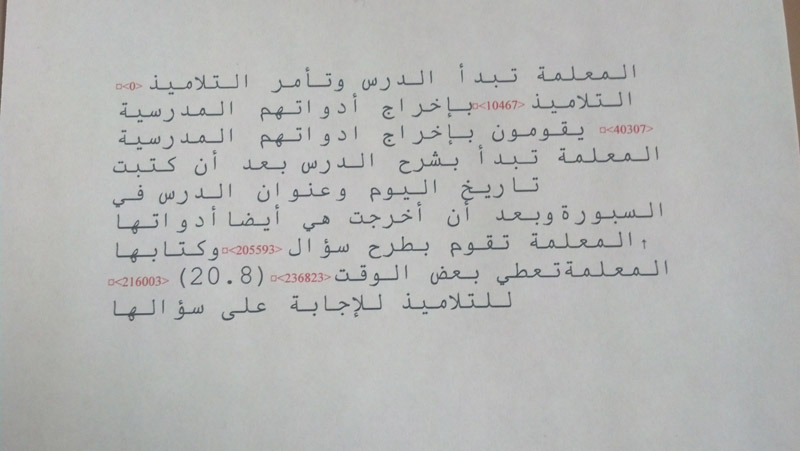 المعلمة تبدأ الدرس وتأمر التلاميذ ¤<0>
التلاميذ ¤<10467> بإخراج أدواتهم المدرسية
¤<40307> يقومون بإخراج ادواتهم المدرسية
المعلمة تبدأ بشرح الدرس بعد أن كتبت
تاريخ اليوم وعنوان الدرس في
السبورة وبعد أن أخرجت هي أيضا أدواتها
، المعلمة تقوم بطرح سؤال ¤<205593> وكتابها
المعلمة تعطي بعض الوقت ¤<236823> (20.8) ¤<216003>
للتلاميذ للإجابة على سؤالها